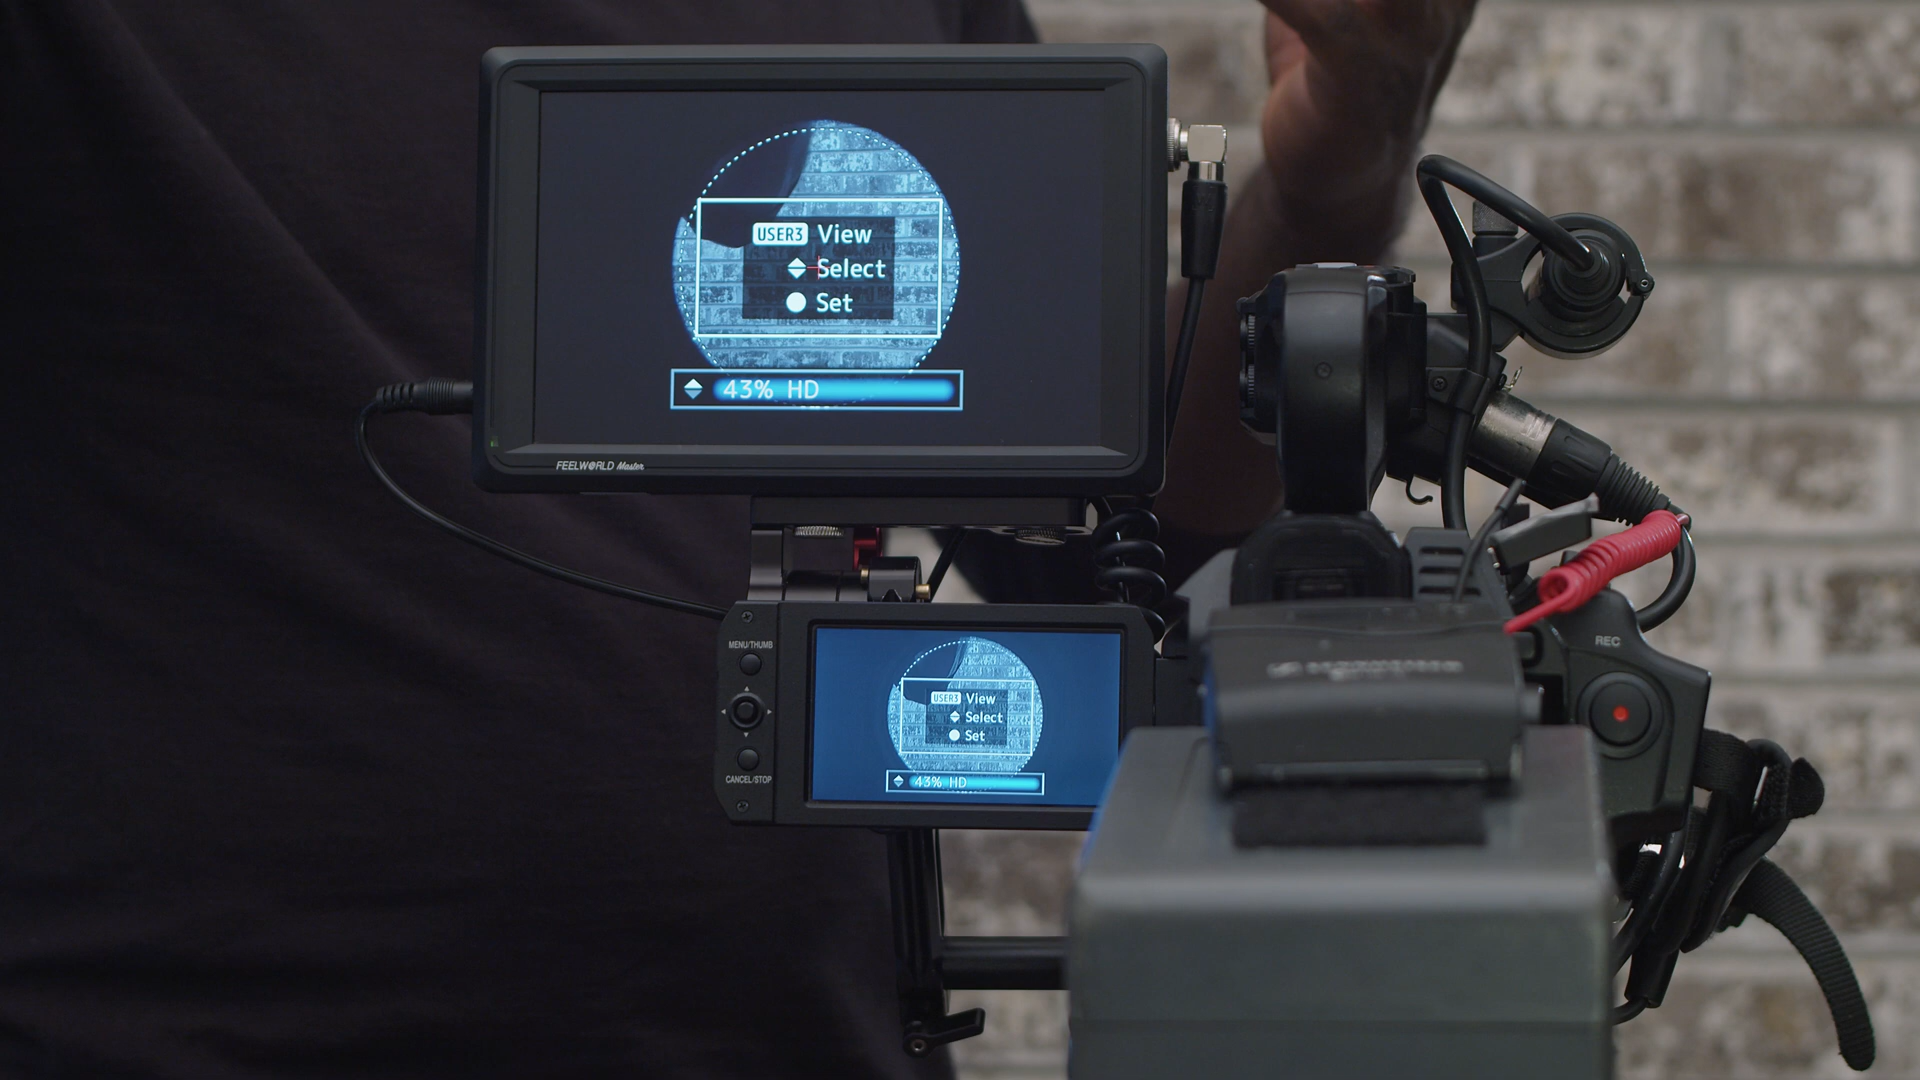 USER3 View
Select
Set
43% HD
FEELWORLD Master
MENU/THUMB
CANCEL/STOP
USER3 View
Select
Set
43% HD
REC